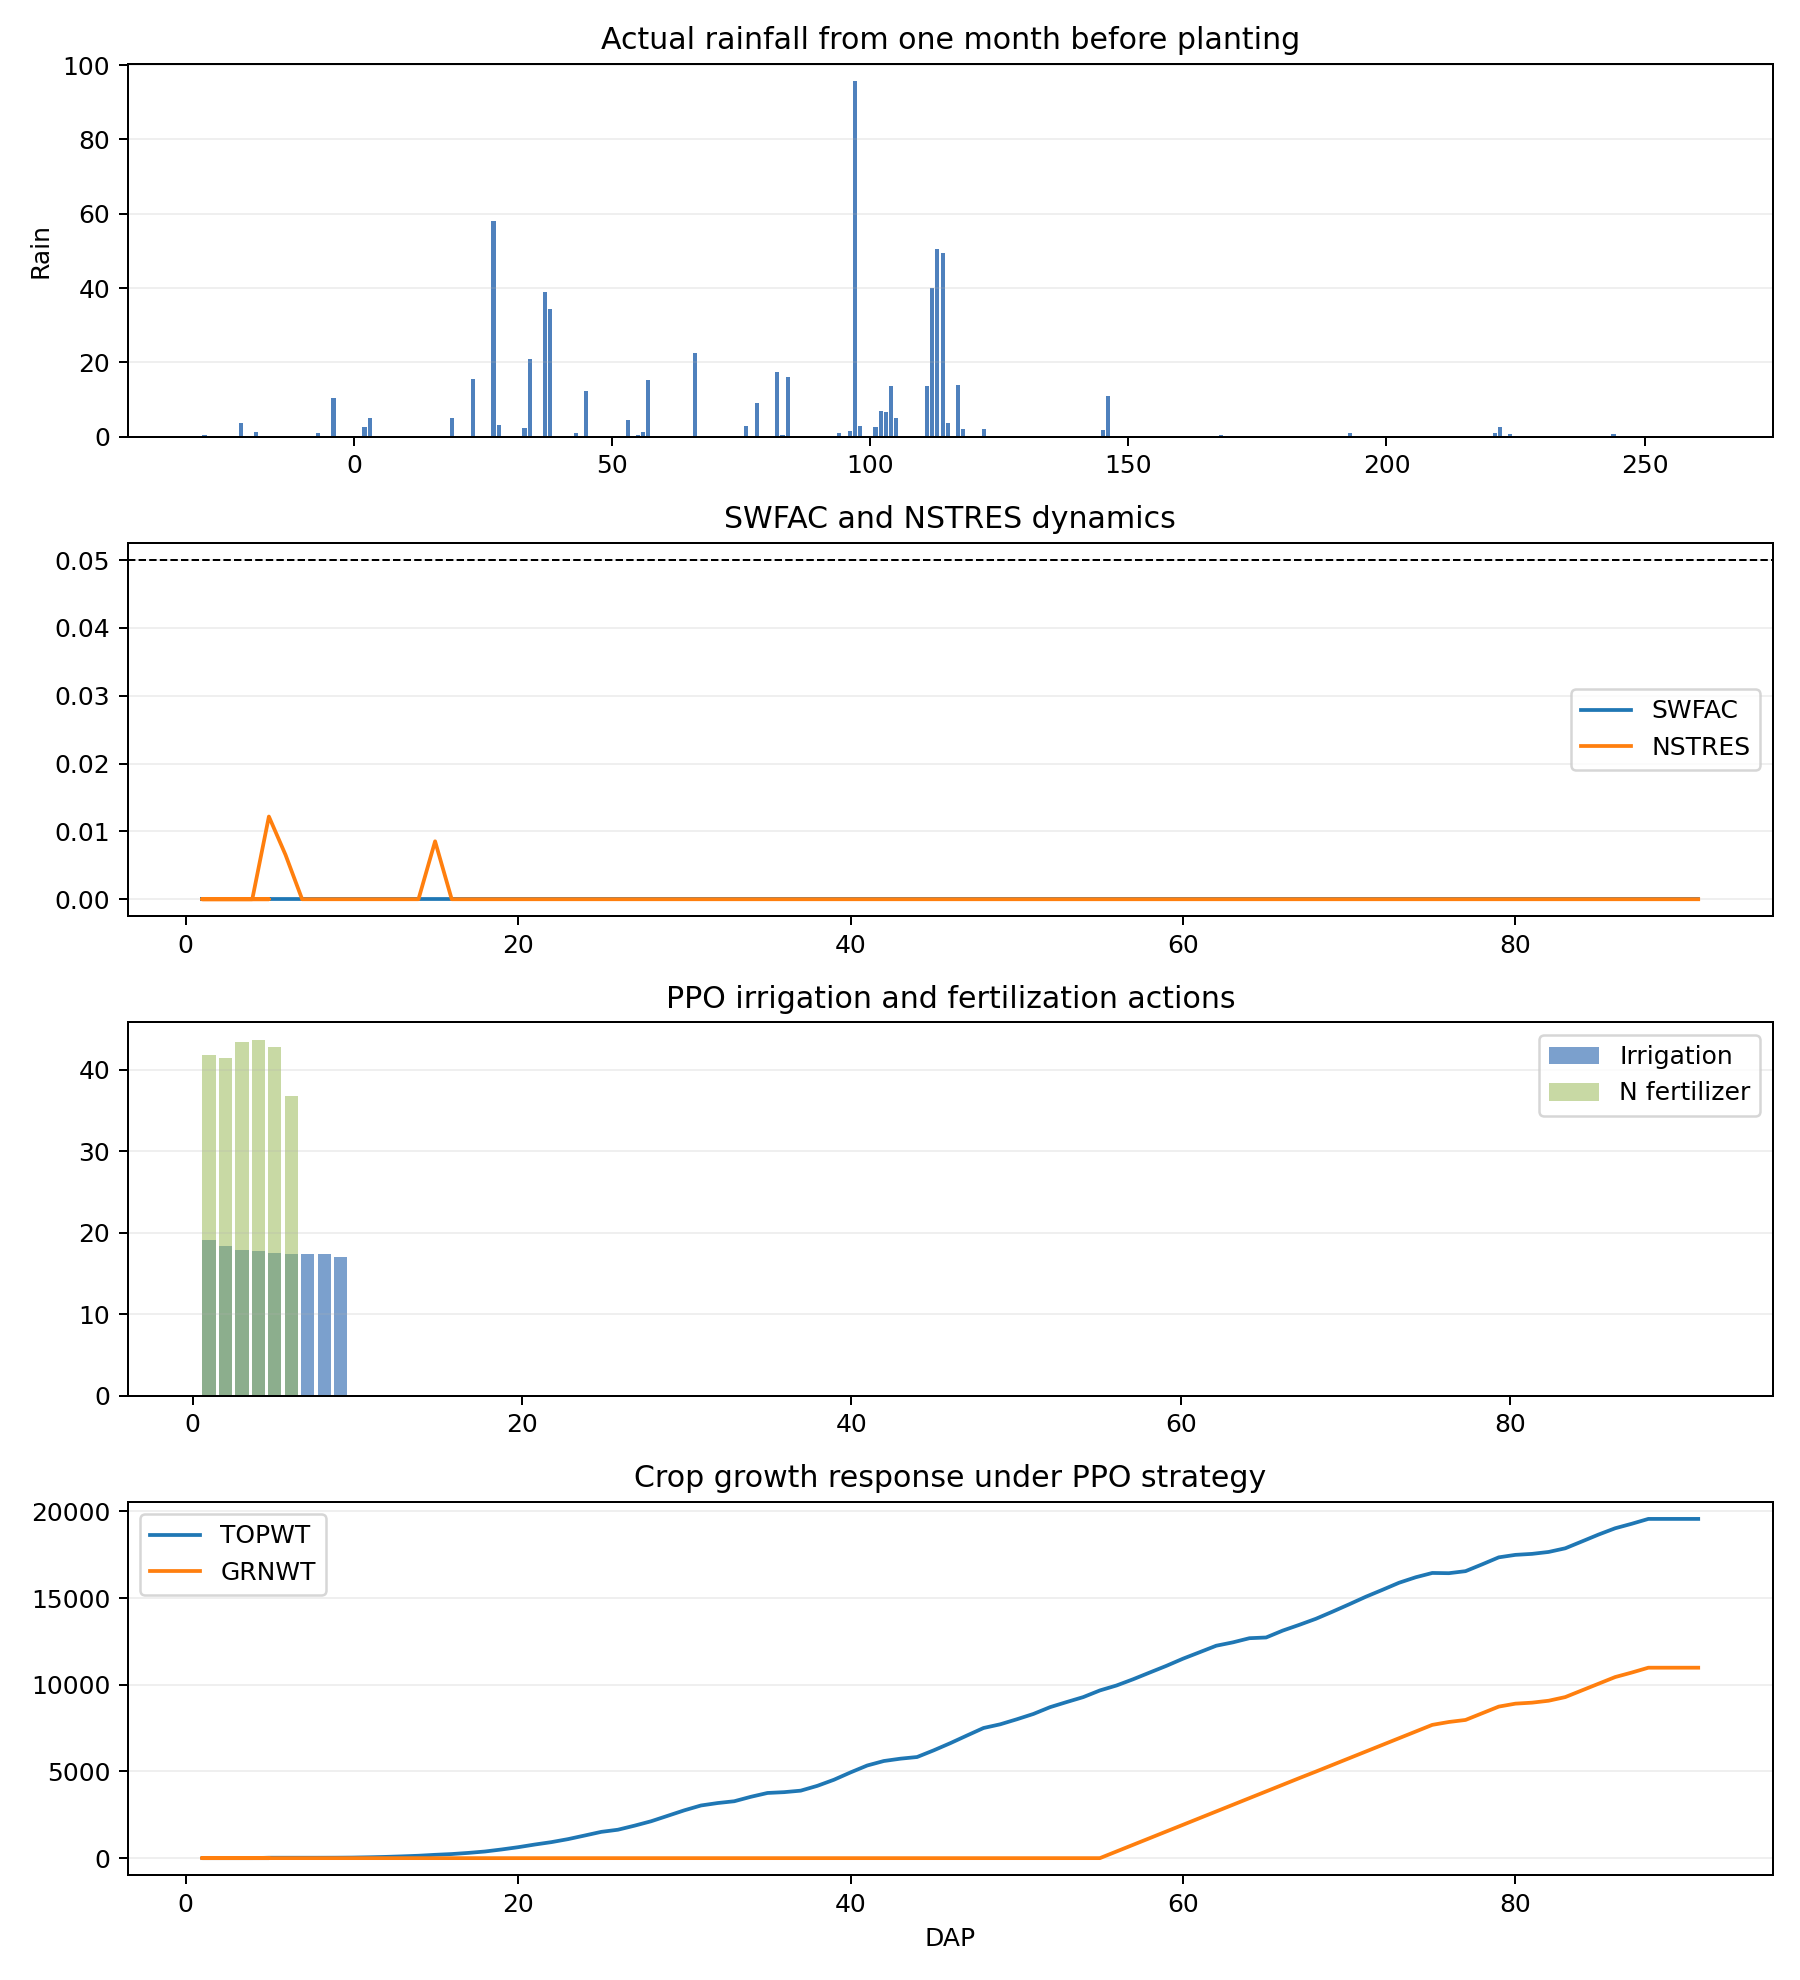 Actual rainfall from one month before planting
100
80
60
40
20
0
Rain
0 50 100 150 200 250
SWFAC and NSTRES dynamics
0.05
0.04
0.03
0.02
0.01
0.00
SWFAC
NSTRES
0 20 40 60 80
PPO irrigation and fertilization actions
40
30
20
10
0
Irrigation
N fertilizer
0 20 40 60 80
Crop growth response under PPO strategy
20000
15000
10000
5000
0
TOPWT
GRNWT
0 20 40 60 80
DAP